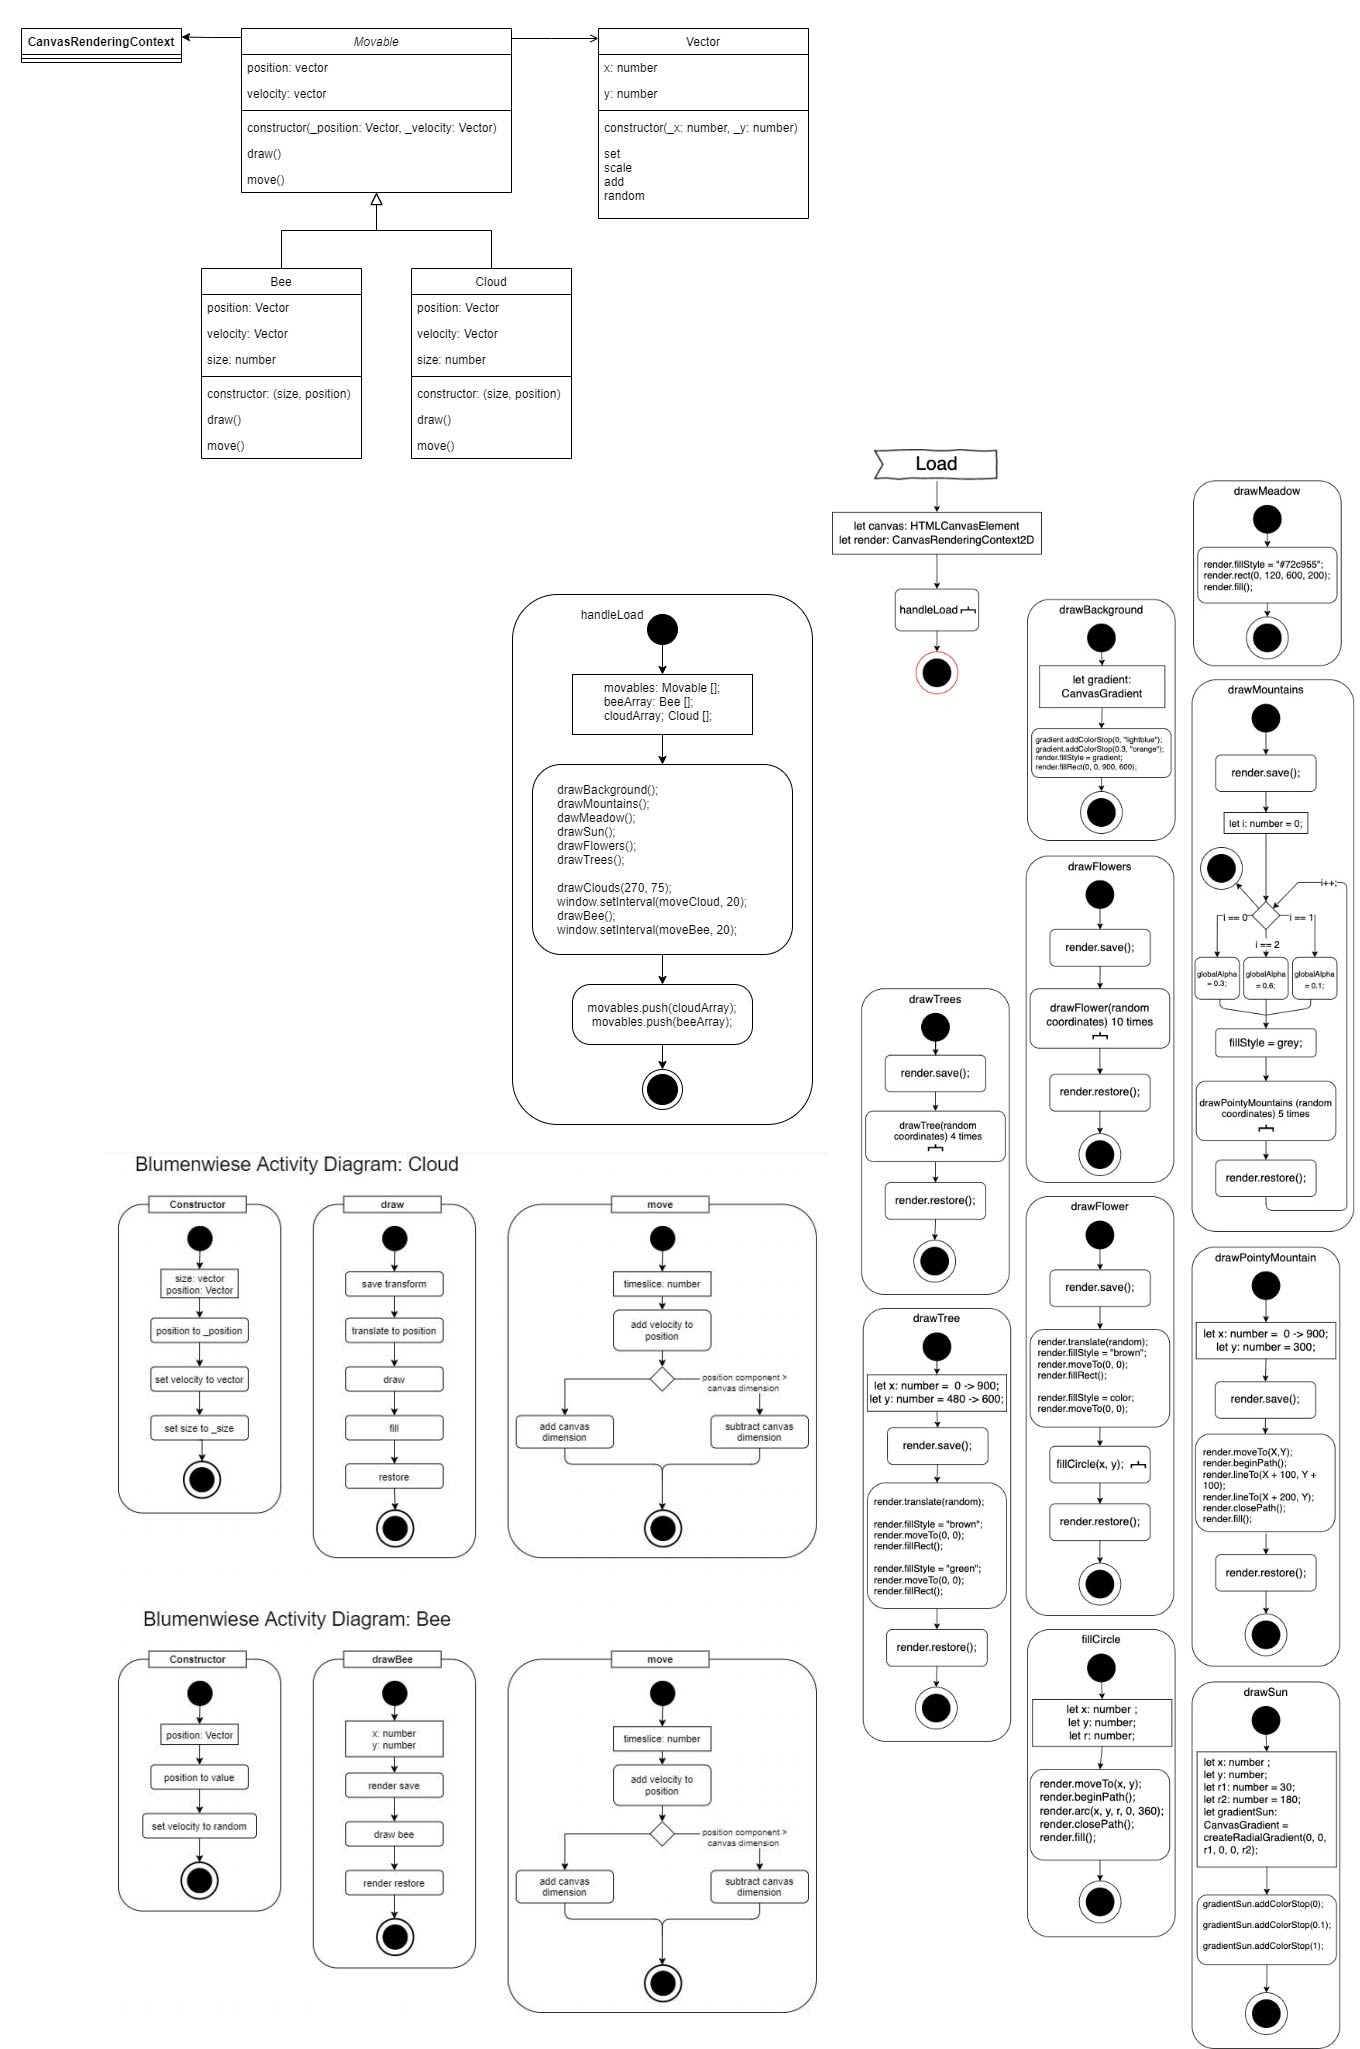 CanvasRenderingContext
Movable
position: vector
velocity: vector
constructor(_position: Vector, _velocity: Vector)
draw()
move()
Vector
x: number
y: number
constructor(_x: number, _y: number)
set
scale
add
random
Bee
position: Vector
velocity: Vector
size: number
constructor: (size, position)
draw()
move()
Cloud
position: Vector
velocity: Vector
size: number
constructor: (size, position)
draw()
move()
Load
let canvas: HTMLCanvasElement
let render: CanvasRenderingContext2D
handleLoad
handleLoad
movables: Movable [];
beeArray: Bee [];
cloudArray; Cloud [];
drawBackground();
drawMountains();
dawMeadow();
drawSun();
drawFlowers();
drawTrees();
drawClouds(270, 75);
window.setInterval(moveCloud, 20);
drawBee();
window.setInterval(moveBee, 20);
movables.push(cloudArray);
movables.push(beeArray);
drawMeadow
render.fillStyle = "#72c955";
render.rect(0, 120, 600, 200);
render.fill();
drawBackground
let gradient:
CanvasGradient
gradient.addColorStop(0, "lightblue");
gradient.addColorStop(0.3, "orange");
render.fillStyle = gradient;
render.fillRect(0, 0, 900, 600);
drawMountains
render.save();
let i: number = 0;
i++;
i == 0
i == 1
i == 2
globalAlpha
= 0.3;
globalAlpha
= 0.6;
globalAlpha
= 0.1;
fillStyle = grey;
drawPointyMountains (random
coordinates) 5 times
render.restore();
drawFlowers
render.save();
drawFlower(random
coordinates) 10 times
render.restore();
drawTrees
render.save();
drawTree(random
coordinates) 4 times
render.restore();
drawFlower
render.save();
render.translate(random);
render.fillStyle = "brown";
render.moveTo(0, 0);
render.fillRect();
render.fillStyle = color;
render.moveTo(0, 0);
fillCircle(x, y);
render.restore();
drawPointyMountain
let x: number =  0 -> 900;
let y: number = 300;
render.save();
render.moveTo(X,Y);
render.beginPath();
render.lineTo(X + 100, Y +
100);
render.lineTo(X + 200, Y);
render.closePath();
render.fill();
render.restore();
drawTree
let x: number =  0 -> 900;
let y: number = 480 -> 600;
render.save();
render.translate(random);
render.fillStyle = "brown";
render.moveTo(0, 0);
render.fillRect();
render.fillStyle = "green";
render.moveTo(0, 0);
render.fillRect();
render.restore();
fillCircle
let x: number ;
let y: number;
let r: number;
render.moveTo(x, y);
render.beginPath();
render.arc(x, y, r, 0, 360);
render.closePath();
render.fill();
drawSun
let x: number ;
let y: number;
let r1: number = 30;
let r2: number = 180;
let gradientSun:
CanvasGradient =
createRadialGradient(0, 0,
r1, 0, 0, r2);
gradientSun.addColorStop(0);
gradientSun.addColorStop(0.1);
gradientSun.addColorStop(1);
Blumenwiese Activity Diagram: Cloud
Constructor
size: vector
position: Vector
position to _position
set velocity to vector
set size to _size
draw
save transform
translate to position
draw
fill
restore
move
timeslice: number
add velocity to
position
position component >
canvas dimension
add canvas
dimension
subtract canvas
dimension
Blumenwiese Activity Diagram: Bee
Constructor
position: Vector
position to value
set velocity to random
drawBee
x: number
y: number
render save
draw bee
render restore
move
timeslice: number
add velocity to
position
position component >
canvas dimension
add canvas
dimension
subtract canvas
dimension